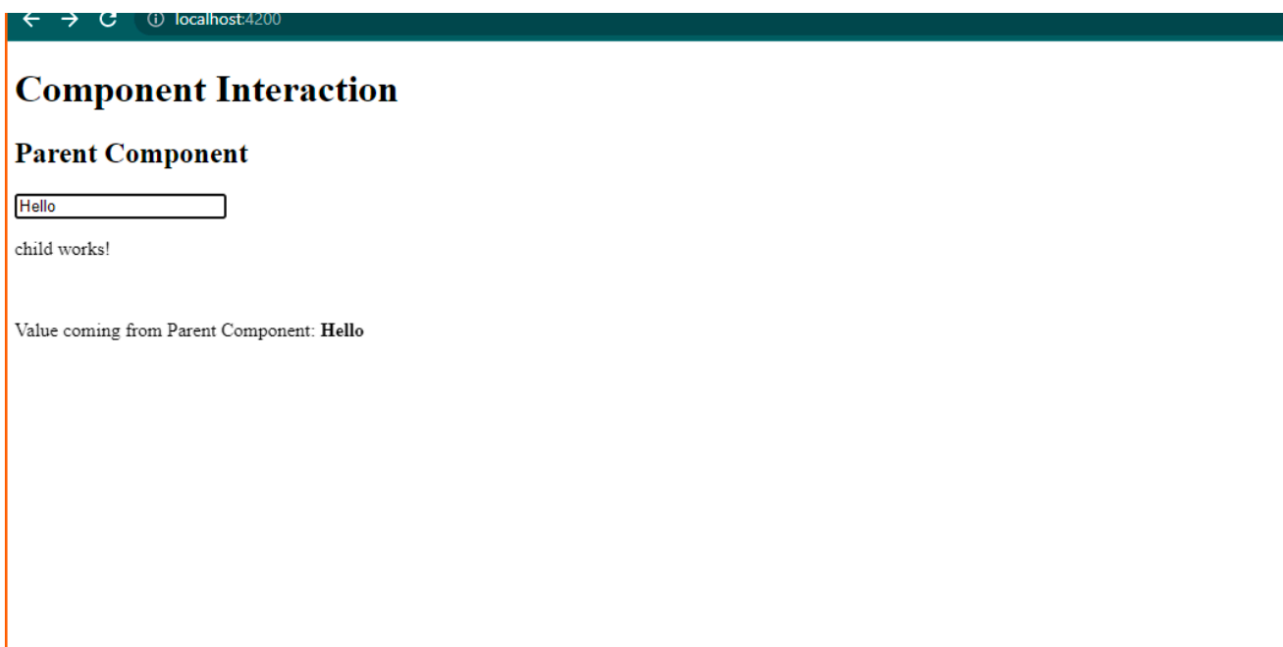 localhost:4200
Component Interaction
Parent Component
Hello
child works!
Value coming from Parent Component: Hello